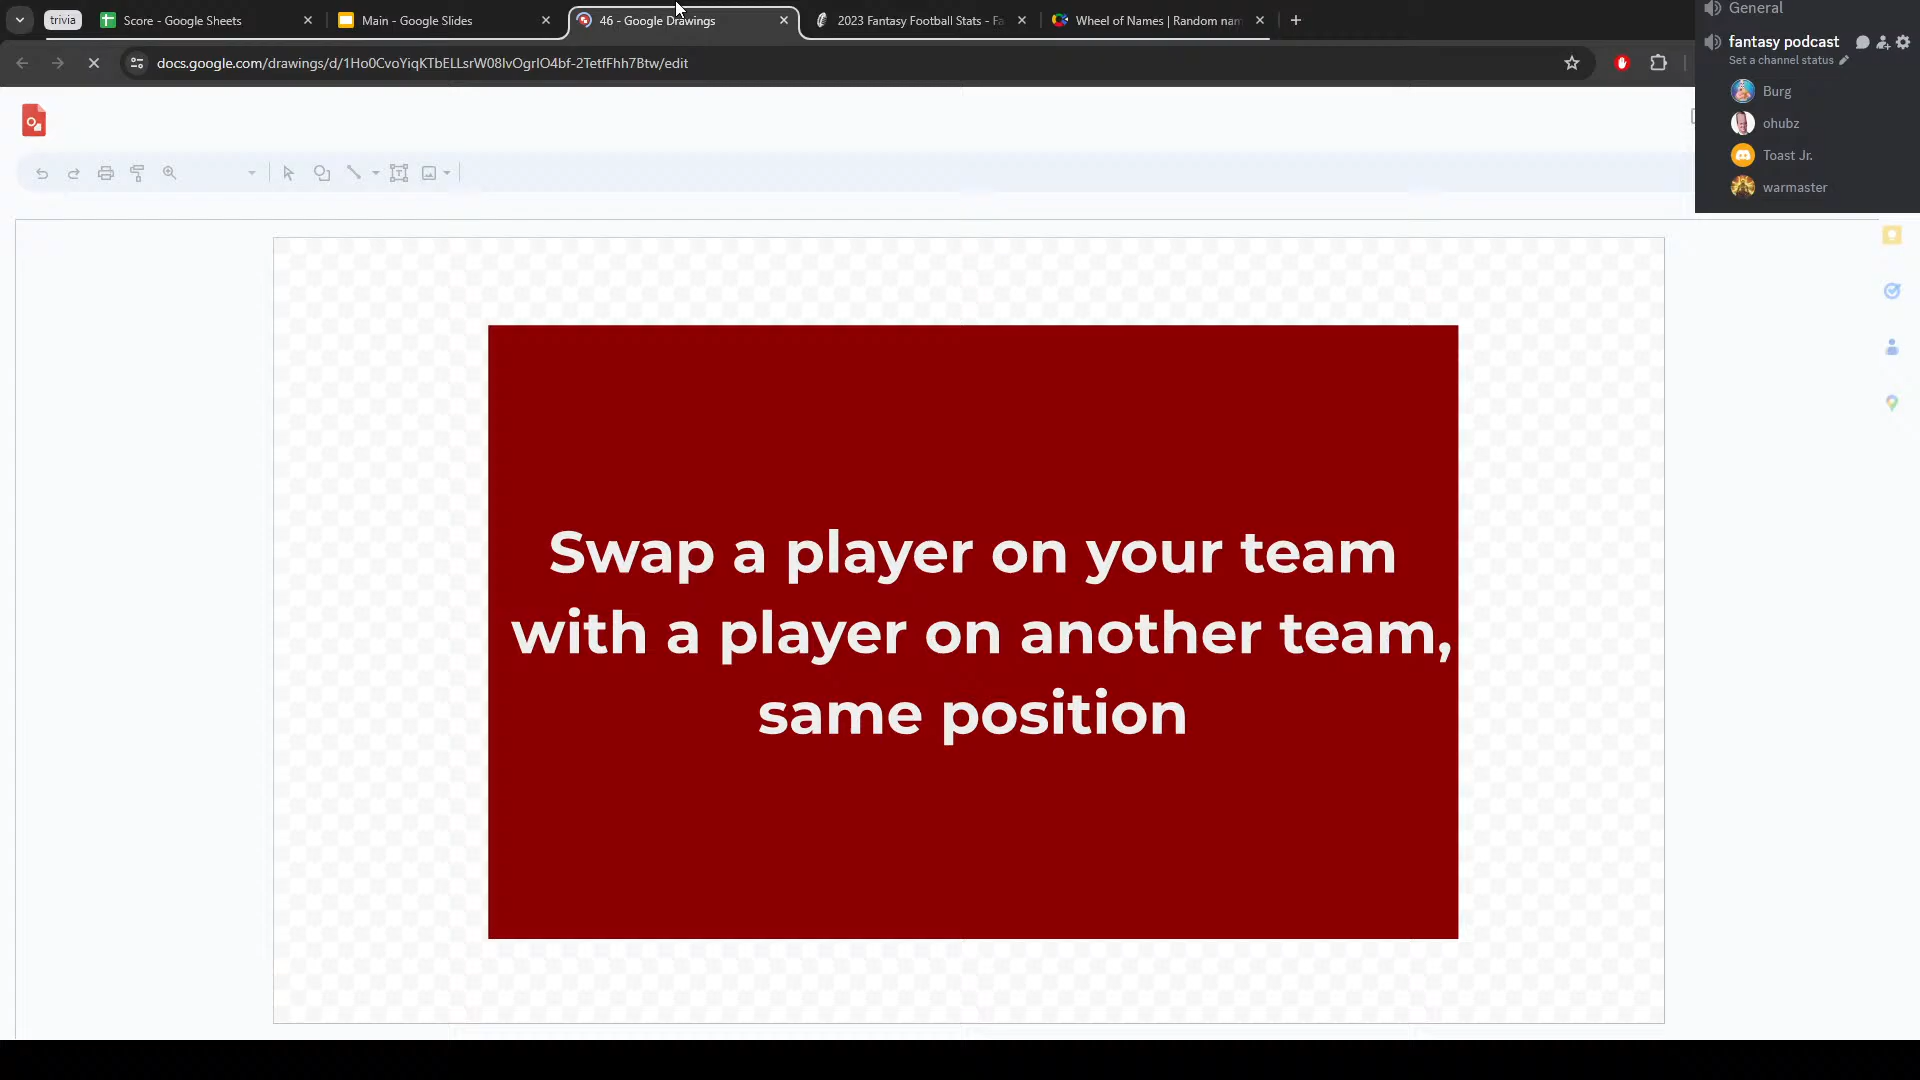 trivia
Score - Google Sheets
Main - Google Slides
46 - Google Drawings
2023 Fantasy Football Stats - Fa
Wheel of Names | Random nam
docs.google.com/drawings/d/1Ho0CvoYiqKTbELLsrW08IvOgrIO4bf-2TetfFhh7Btw/edit
General
fantasy podcast
Set a channel status
Burg
ohubz
Toast Jr.
warmaster
Swap a player on your team
with a player on another team,
same position